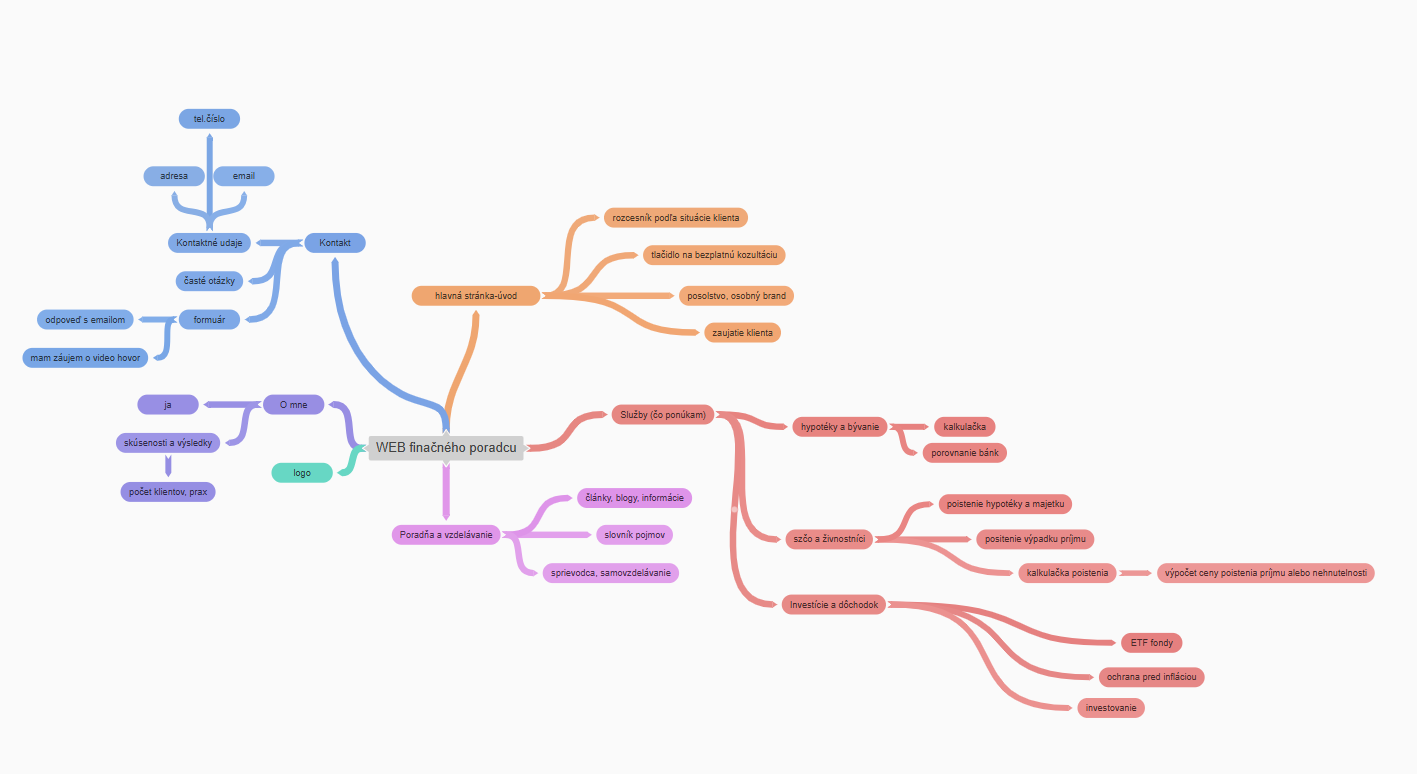 tel.číslo
adresa
email
Kontaktné udaje
Kontakt
časté otázky
formuár
odpoveď s emailom
mam záujem o video hovor
rozcesník podľa situácie klienta
tlačidlo na bezplatnú kozultáciu
hlavná stránka-úvod
posolstvo, osobný brand
zaujatie klienta
ja
O mne
skúsenosti a výsledky
počet klientov, prax
logo
WEB finačného poradcu
Služby (čo ponúkam)
hypotéky a bývanie
kalkulačka
porovnanie bánk
články, blogy, informácie
Poradňa a vzdelávanie
slovník pojmov
sprievodca, samovzdelávanie
poistenie hypotéky a majetku
szčo a živnostníci
positenie výpadku príjmu
kalkulačka poistenia
výpočet ceny poistenia príjmu alebo nehnutelnosti
Investície a dôchodok
ETF fondy
ochrana pred infláciou
investovanie